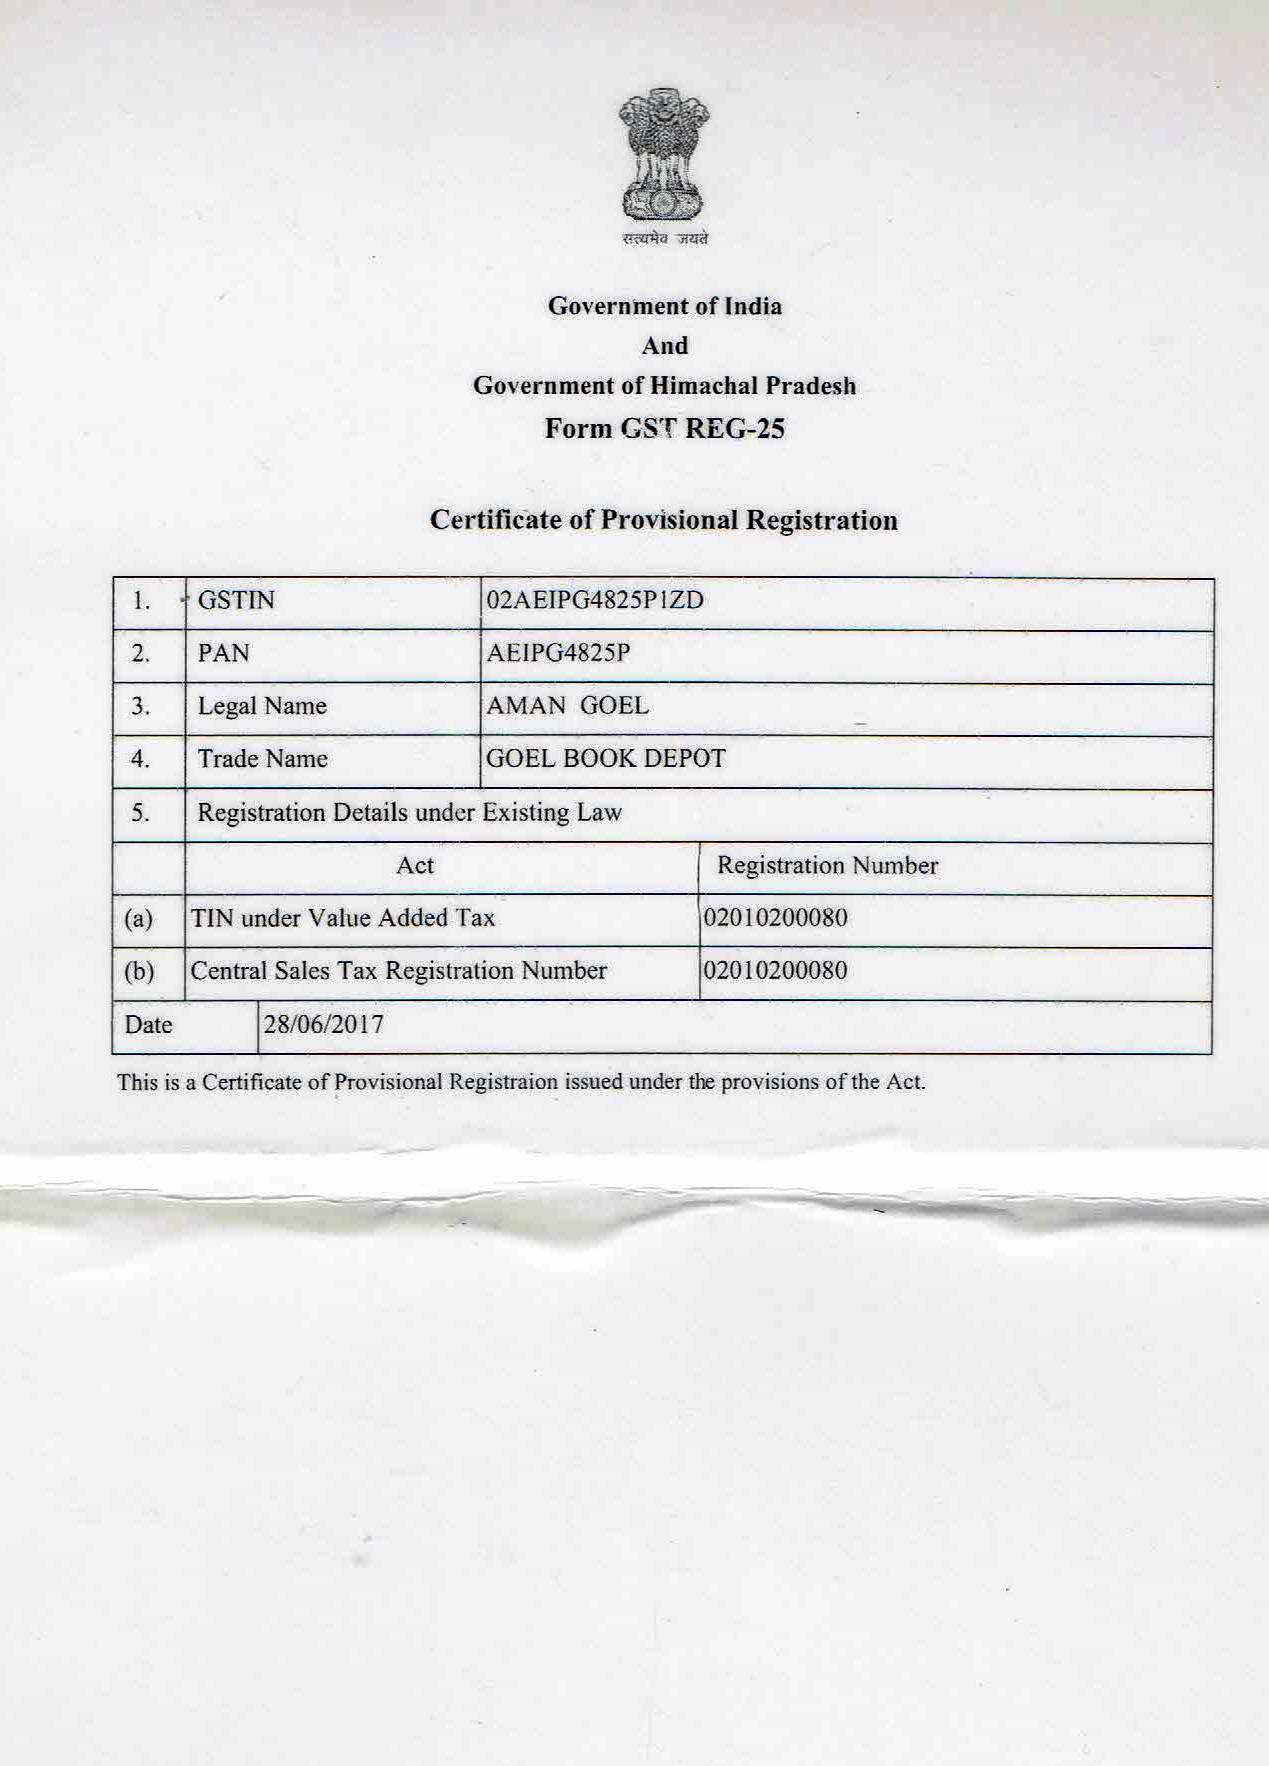 सत्यमेव जयते
Government of India
And
Government of Himachal Pradesh
Form GST REG-25
Certificate of Provisional Registration
1. GSTIN 02AEIPG4825P1ZD
2. PAN AEIPG4825P
3. Legal Name AMAN GOEL
4. Trade Name GOEL BOOK DEPOT
5. Registration Details under Existing Law
Act Registration Number
(a) TIN under Value Added Tax 02010200080
(b) Central Sales Tax Registration Number 02010200080
Date 28/06/2017
This is a Certificate of Provisional Registraion issued under the provisions of the Act.